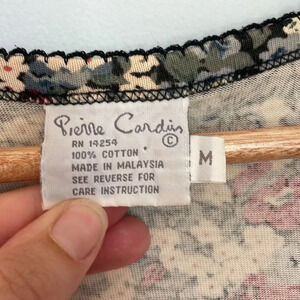 Pierre Cardin
©
RN 14254
100% COTTON
MADE IN MALAYSIA
SEE REVERSE FOR
CARE INSTRUCTION
M